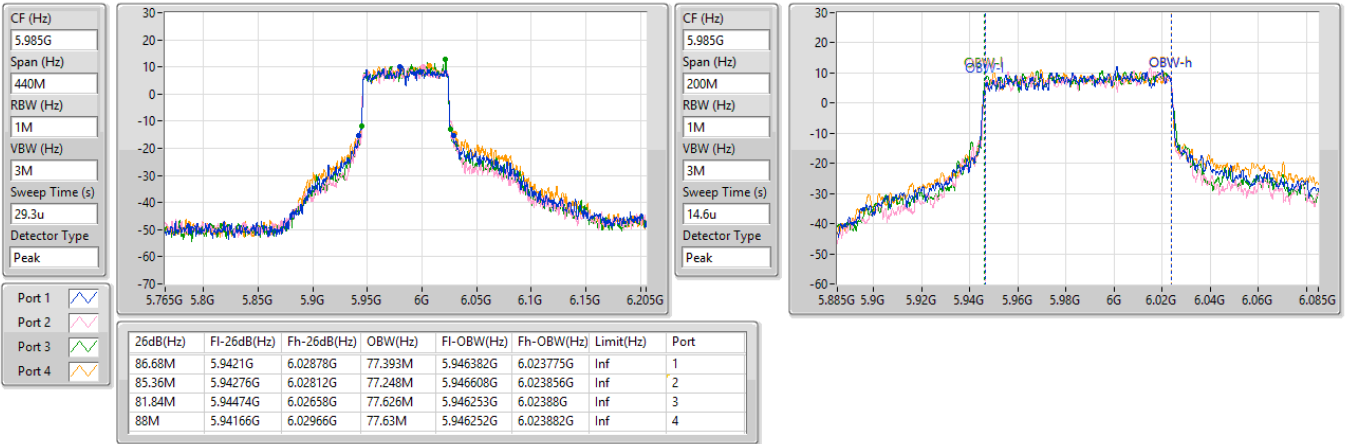 CF (Hz)
5.985G
Span (Hz)
440M
RBW (Hz)
1M
VBW (Hz)
3M
Sweep Time (s)
29.3u
Detector Type
Peak
30-
20-
10-
0-
-10-
-20-
-30-
-40-
-50-
-60-
-70-
5.765G 5.8G 5.85G 5.9G 5.95G 6G 6.05G 6.1G 6.15G 6.205G
CF (Hz)
5.985G
Span (Hz)
200M
RBW (Hz)
1M
VBW (Hz)
3M
Sweep Time (s)
14.6u
Detector Type
Peak
30-
20-
10-
0-
-10-
-20-
-30-
-40-
-50-
-60-
OBW-l
OBW-h
5.885G 5.9G 5.92G 5.94G 5.96G 5.98G 6G 6.02G 6.04G 6.06G 6.085G
Port 1
Port 2
Port 3
Port 4
26dB(Hz) Fl-26dB(Hz) Fh-26dB(Hz) OBW(Hz) Fl-OBW(Hz) Fh-OBW(Hz) Limit(Hz) Port
86.68M 5.9421G 6.02878G 77.393M 5.946382G 6.023775G Inf 1
85.36M 5.94276G 6.02812G 77.248M 5.946608G 6.023856G Inf 2
81.84M 5.94474G 6.02658G 77.626M 5.946253G 6.02388G Inf 3
88M 5.94166G 6.02966G 77.63M 5.946252G 6.023882G Inf 4